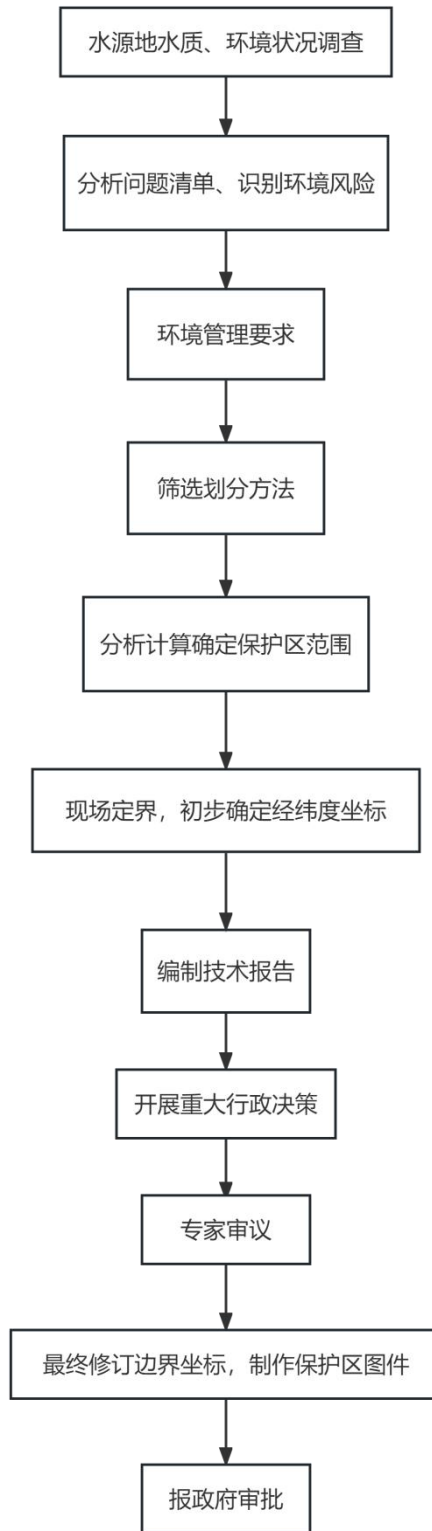 水源地水质、环境状况调查
分析问题清单、识别环境风险
环境管理要求
筛选划分方法
分析计算确定保护区范围
现场定界，初步确定经纬度坐标
编制技术报告
开展重大行政决策
专家审议
最终修订边界坐标，制作保护区图件
报政府审批